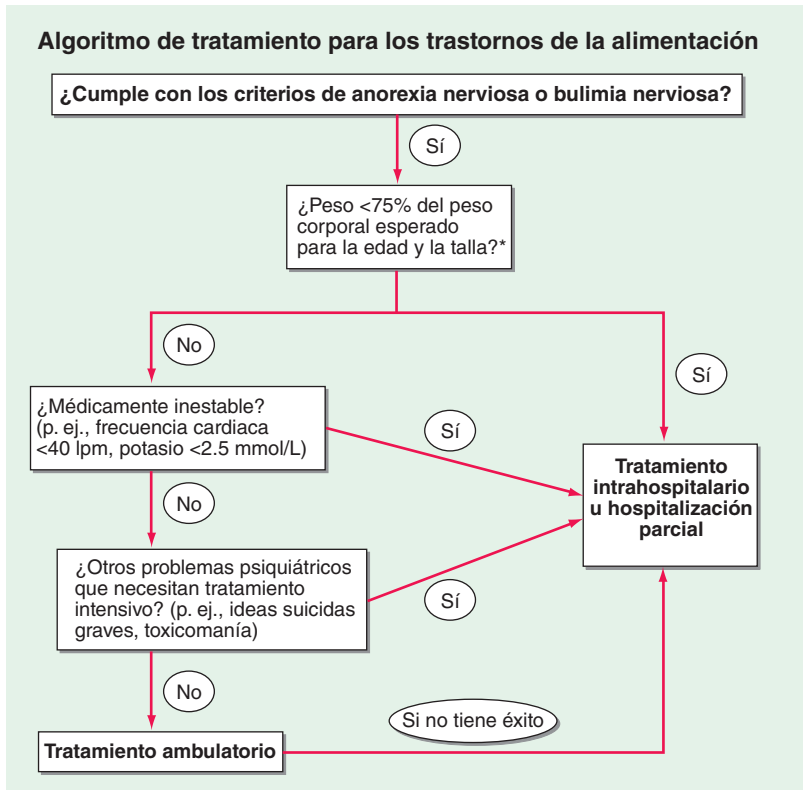 Algoritmo de tratamiento para los trastornos de la alimentación
¿Cumple con los criterios de anorexia nerviosa o bulimia nerviosa?
Sí
¿Peso <75% del peso
corporal esperado
para la edad y la talla?*
No
Sí
¿Médicamente inestable?
(p. ej., frecuencia cardiaca
<40 lpm, potasio <2.5 mmol/L)
Sí
Tratamiento
intrahospitalario
u hospitalización
parcial
No
¿Otros problemas psiquiátricos
que necesitan tratamiento
intensivo? (p. ej., ideas suicidas
graves, toxicomanía)
Sí
No
Si no tiene éxito
Tratamiento ambulatorio